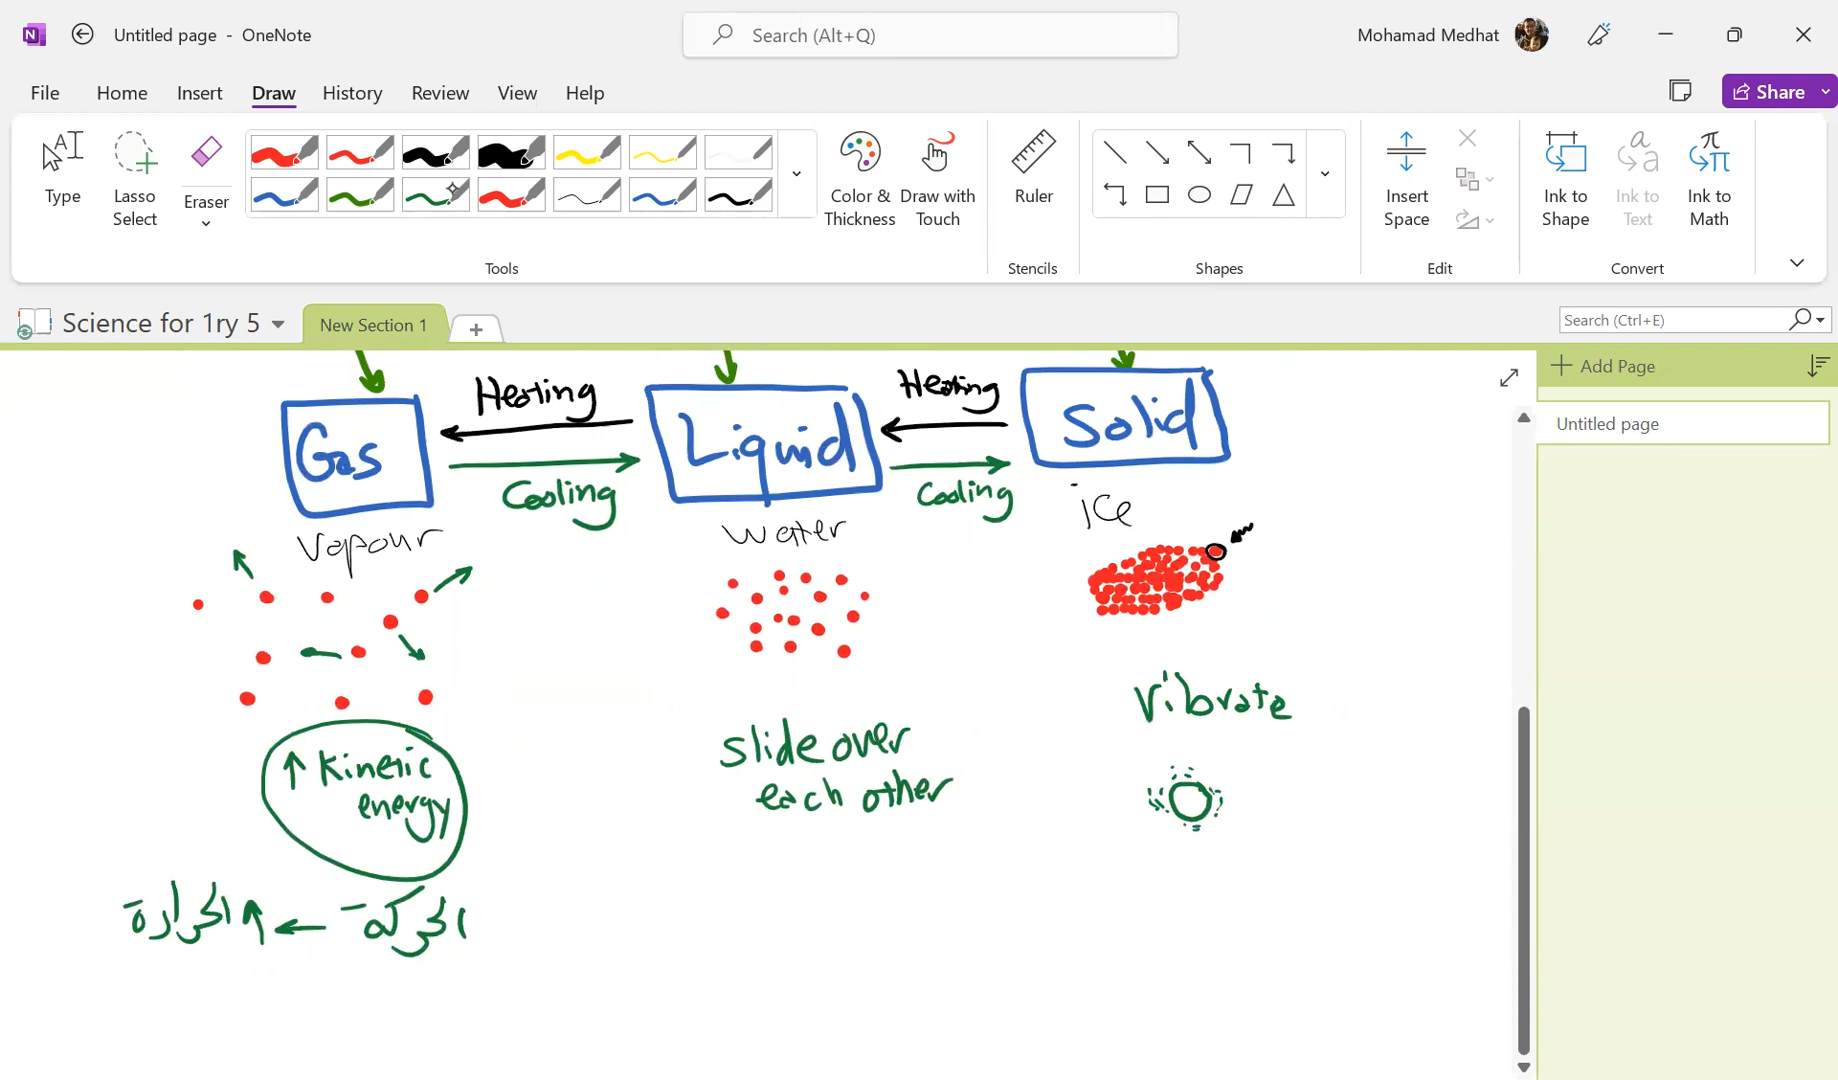 Untitled page - OneNote
Search (Alt+Q)
Mohamad Medhat
File Home Insert Draw History Review View Help
Share
Type
Lasso Select
Eraser
Color & Thickness
Draw with Touch
Ruler
Insert Space
Ink to Shape
Ink to Text
Ink to Math
Tools
Stencils
Shapes
Edit
Convert
Science for 1ry 5
New Section 1
Search (Ctrl+E)
Add Page
Untitled page
Heating
Heating
Gas
Liquid
Solid
Cooling
Cooling
Vapour
Water
ice
Vibrate
↑ Kinetic
energy
slide over
each other